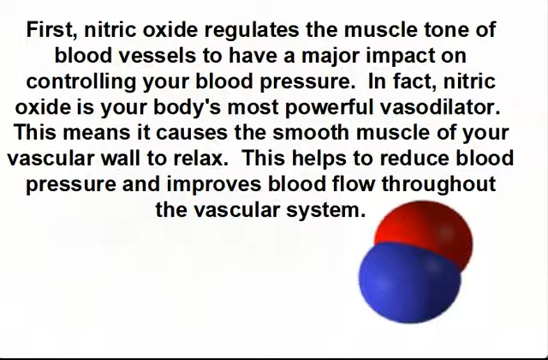 First, nitric oxide regulates the muscle tone of
blood vessels to have a major impact on
controlling your blood pressure.  In fact, nitric
oxide is your body's most powerful vasodilator.
This means it causes the smooth muscle of your
vascular wall to relax.  This helps to reduce blood
pressure and improves blood flow throughout
the vascular system.